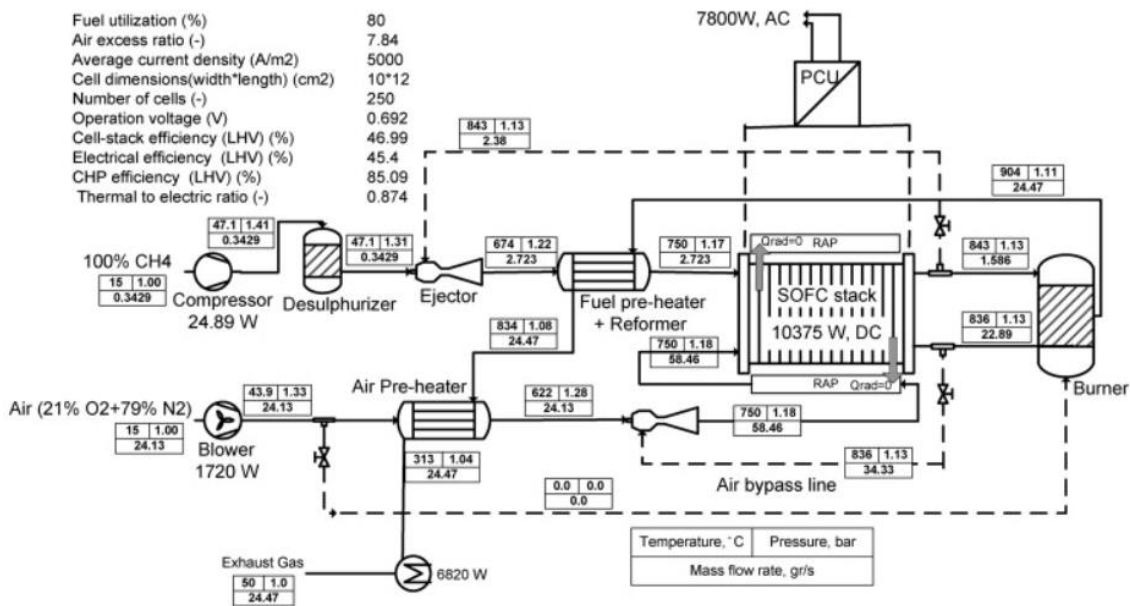 Fuel utilization (%) 80
Air excess ratio (-) 7.84
Average current density (A/m2) 5000
Cell dimensions(width*length) (cm2) 10*12
Number of cells (-) 250
Operation voltage (V) 0.692
Cell-stack efficiency (LHV) (%) 46.99
Electrical efficiency (LHV) (%) 45.4
CHP efficiency (LHV) (%) 85.09
Thermal to electric ratio (-) 0.874
7800W, AC
PCU
843 1.13
2.38
904 1.11
24.47
47.1 1.41
0.3429
47.1 1.31
0.3429
674 1.22
2.723
750 1.17
2.723
Qrad=0 RAP
843 1.13
1.586
100% CH4
15 1.00
0.3429
Compressor
24.89 W
Desulphurizer
Ejector
Fuel pre-heater
+ Reformer
SOFC stack
10375 W, DC
836 1.13
22.89
Burner
834 1.08
24.47
750 1.18
58.46
RAP Qrad=0
Air Pre-heater
43.9 1.33
24.13
622 1.28
24.13
Air (21% O2+79% N2)
15 1.00
24.13
Blower
1720 W
750 1.18
58.46
313 1.04
24.47
836 1.13
34.33
Air bypass line
0.0 0.0
0.0
Temperature, °C Pressure, bar
Mass flow rate, gr/s
Exhaust Gas
50 1.0
24.47
6820 W